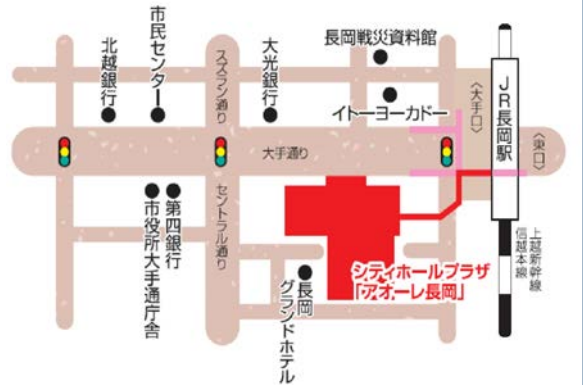 北越銀行
市民センター
スズラン通り
大光銀行
長岡戦災資料館
イトーヨーカドー
〈大手口〉
JR長岡駅
〈東口〉
大手通り
市役所大手通庁舎
第四銀行
セントラル通り
長岡
グランドホテル
シティホールプラザ
「アオーレ長岡」
上越新幹線
信越本線